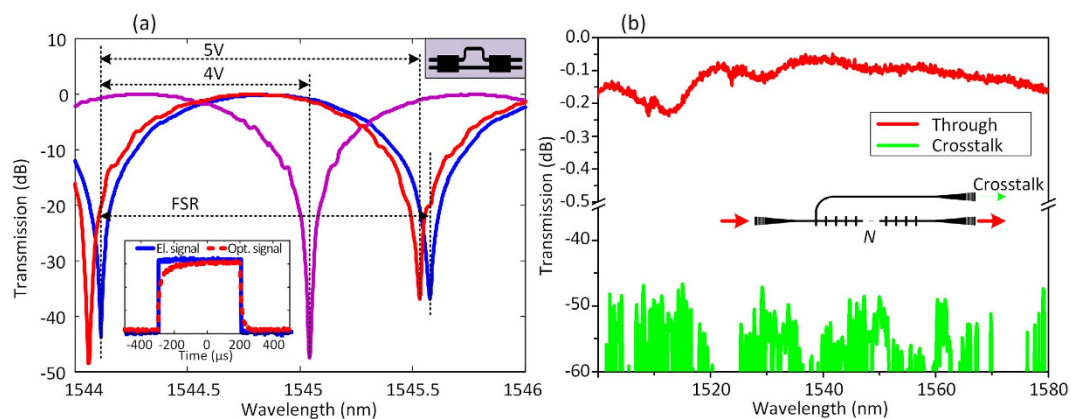 (a)
10
0
-10
-20
-30
-40
-50
Transmission (dB)
5V
4V
FSR
El. signal
Opt. signal
-400
-200
0
200
400
Time (µs)
1544
1544.5
1545
1545.5
1546
Wavelength (nm)
(b)
0.0
-0.1
-0.2
-0.3
-0.4
-0.5
-40
-50
-60
Transmission (dB)
Through
Crosstalk
Crosstalk
N
1520
1540
1560
1580
Wavelength (nm)